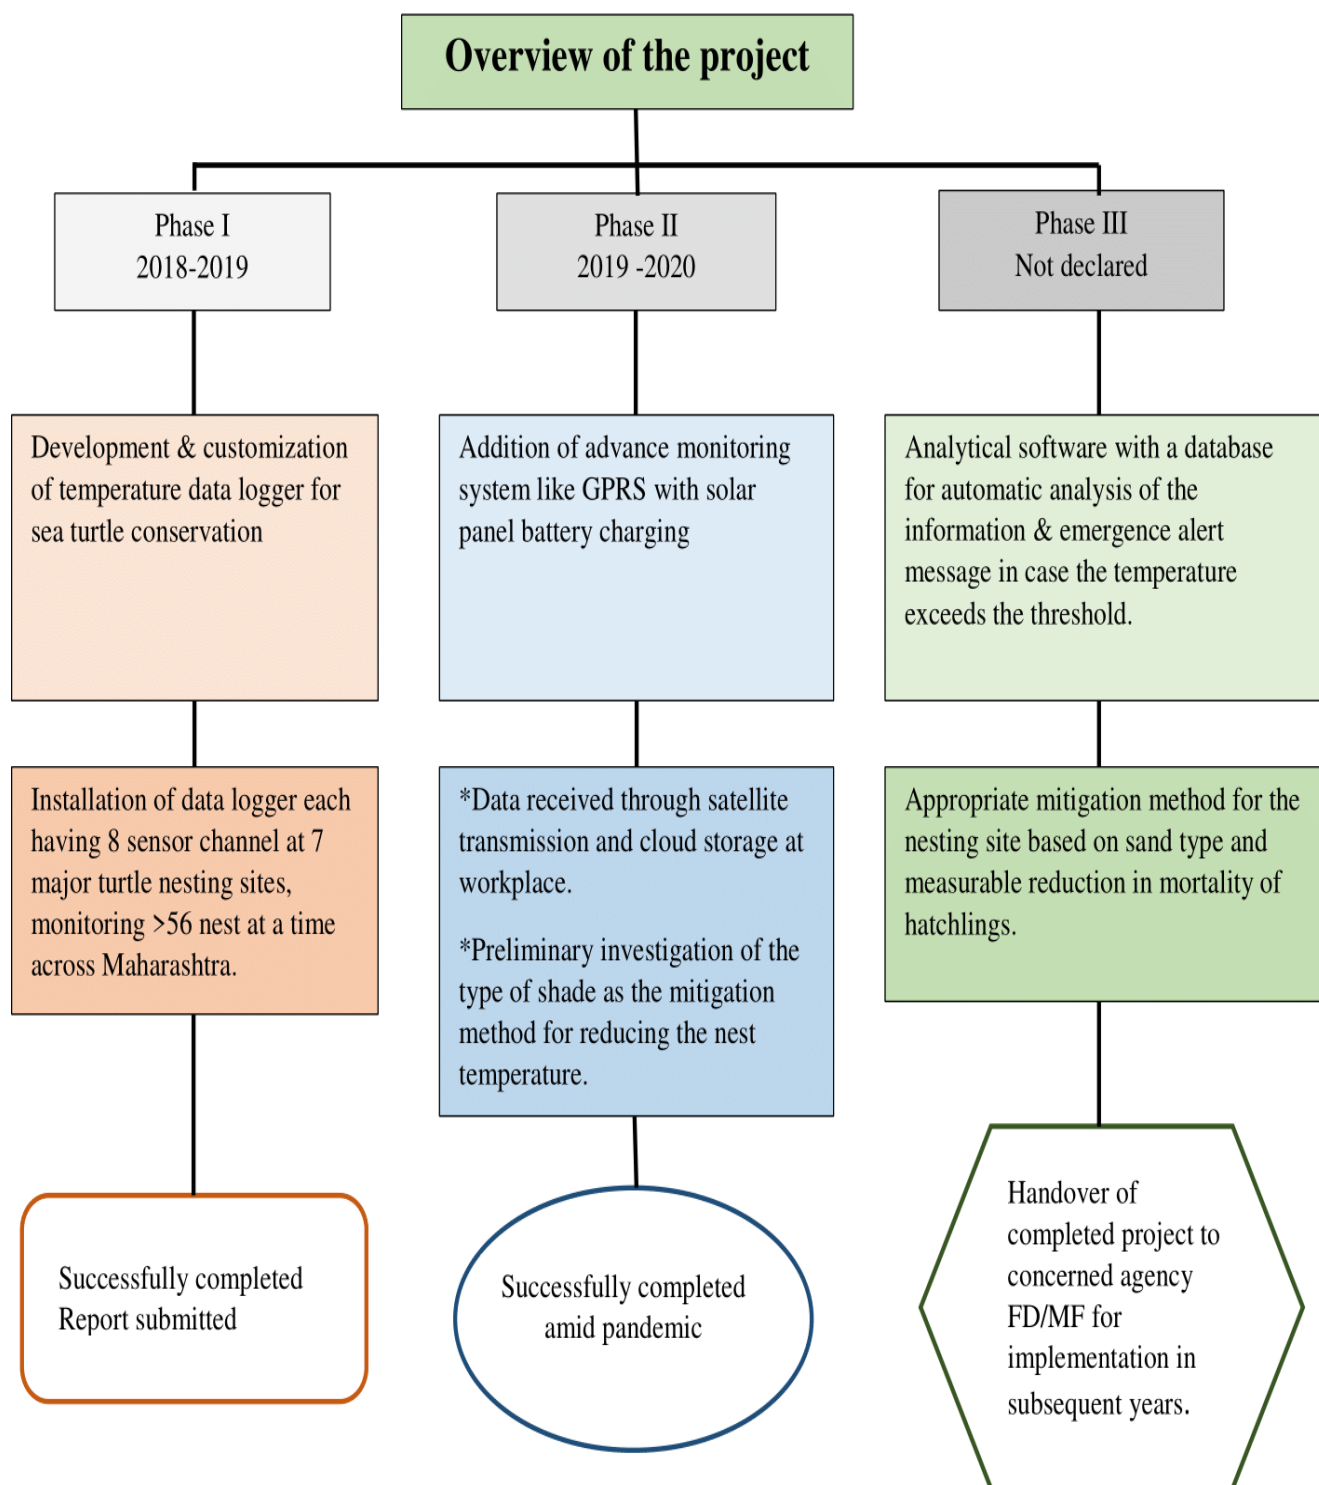 Overview of the project
Phase I
2018-2019
Phase II
2019 -2020
Phase III
Not declared
Development & customization
of temperature data logger for
sea turtle conservation
Addition of advance monitoring
system like GPRS with solar
panel battery charging
Analytical software with a database
for automatic analysis of the
information & emergence alert
message in case the temperature
exceeds the threshold.
Installation of data logger each
having 8 sensor channel at 7
major turtle nesting sites,
monitoring >56 nest at a time
across Maharashtra.
*Data received through satellite
transmission and cloud storage at
workplace.
*Preliminary investigation of the
type of shade as the mitigation
method for reducing the nest
temperature.
Appropriate mitigation method for the
nesting site based on sand type and
measurable reduction in mortality of
hatchlings.
Successfully completed
Report submitted
Successfully completed
amid pandemic
Handover of
completed project to
concerned agency
FD/MF for
implementation in
subsequent years.